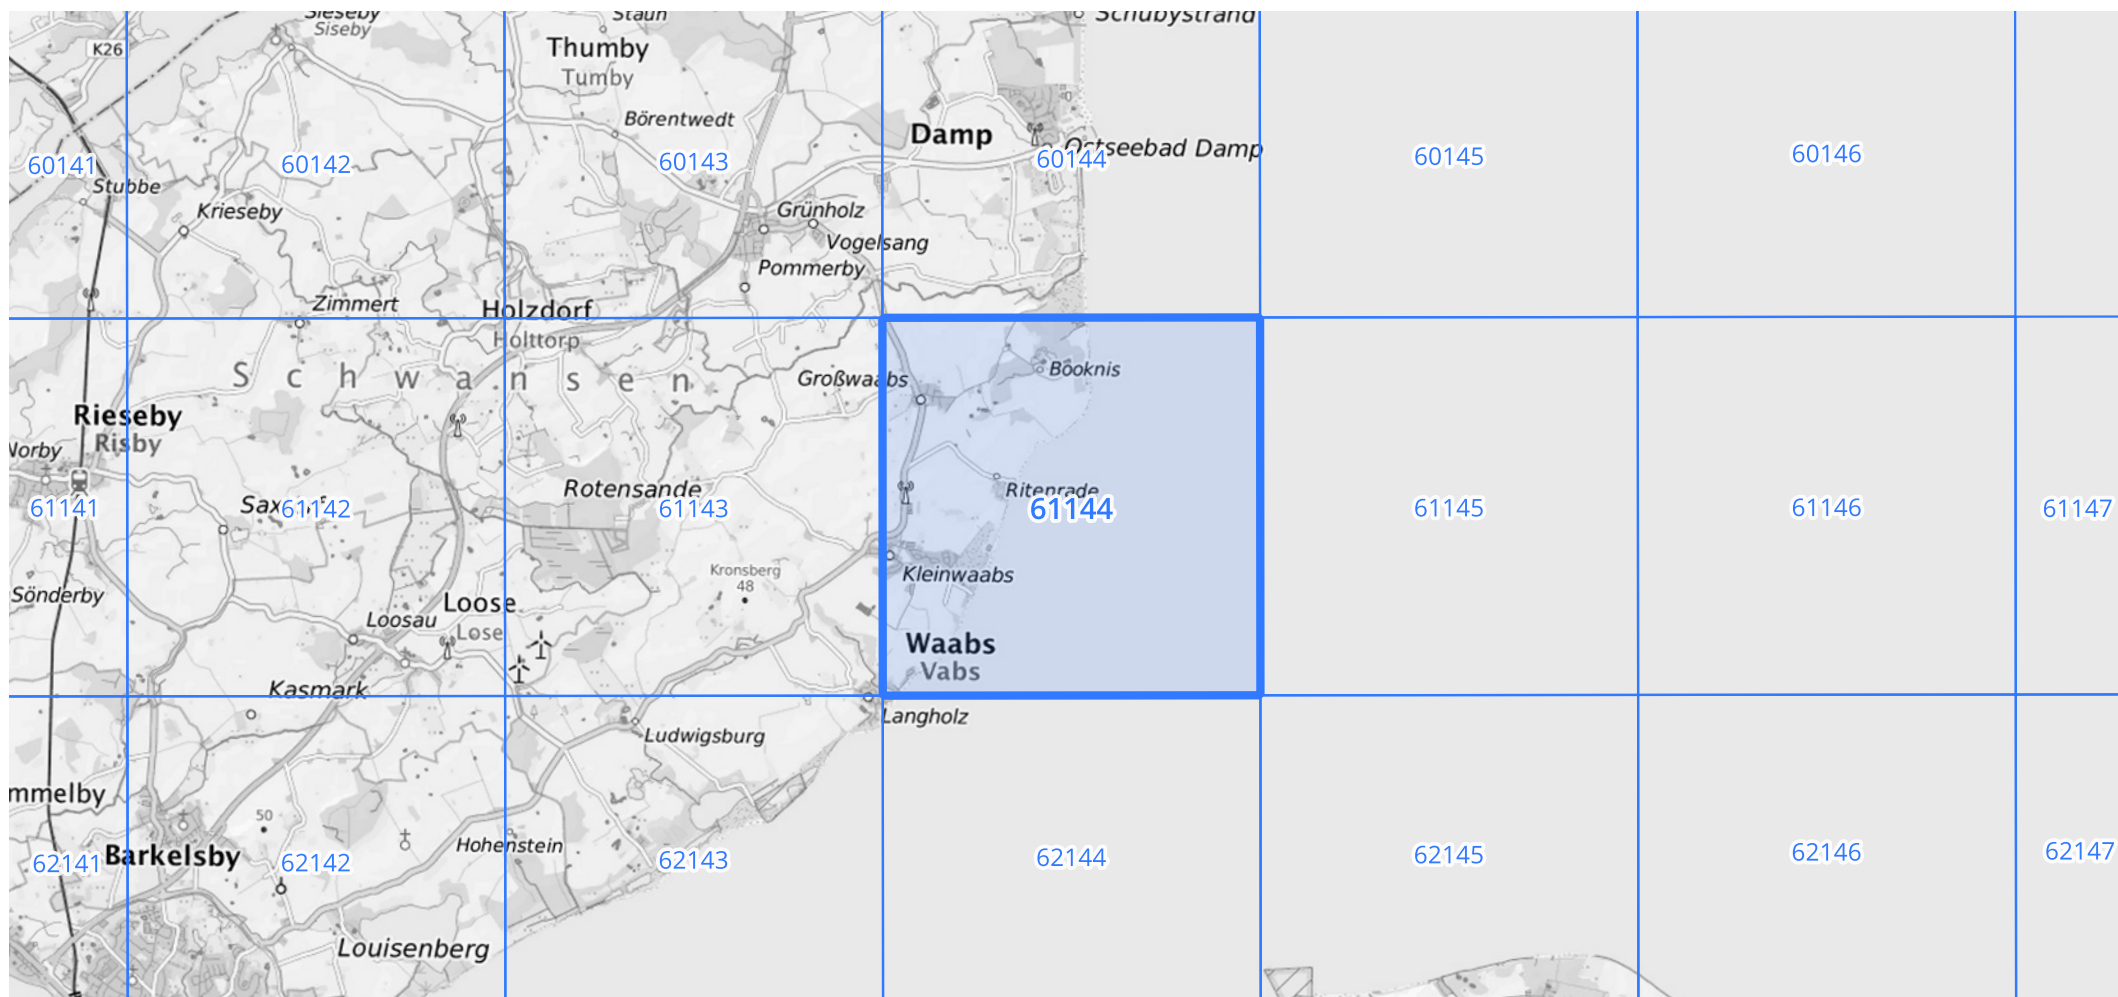 Sieseby
Siseby
Staun
Schubystrand
K26
Thumby
Tumby
Börentwedt
Damp
Ostseebad Damp
60141
60142
60143
60144
60145
60146
Stubbe
Krieseby
Grünholz
Vogelsang
Pommerby
Zimmert
Holzdorf
Holttorp
Schwansen
Großwaabs
Böoknis
Rieseby
Risby
Norby
Rotensande
Ritenrade
61141
61142
61143
61144
61145
61146
61147
Kronsberg
48
Kleinwaabs
Sönderby
Loose
Lose
Loosau
Waabs
Vabs
Kasmark
Langholz
Ludwigsburg
mmelby
50
Hohenstein
Barkelsby
62141
62142
62143
62144
62145
62146
62147
Louisenberg